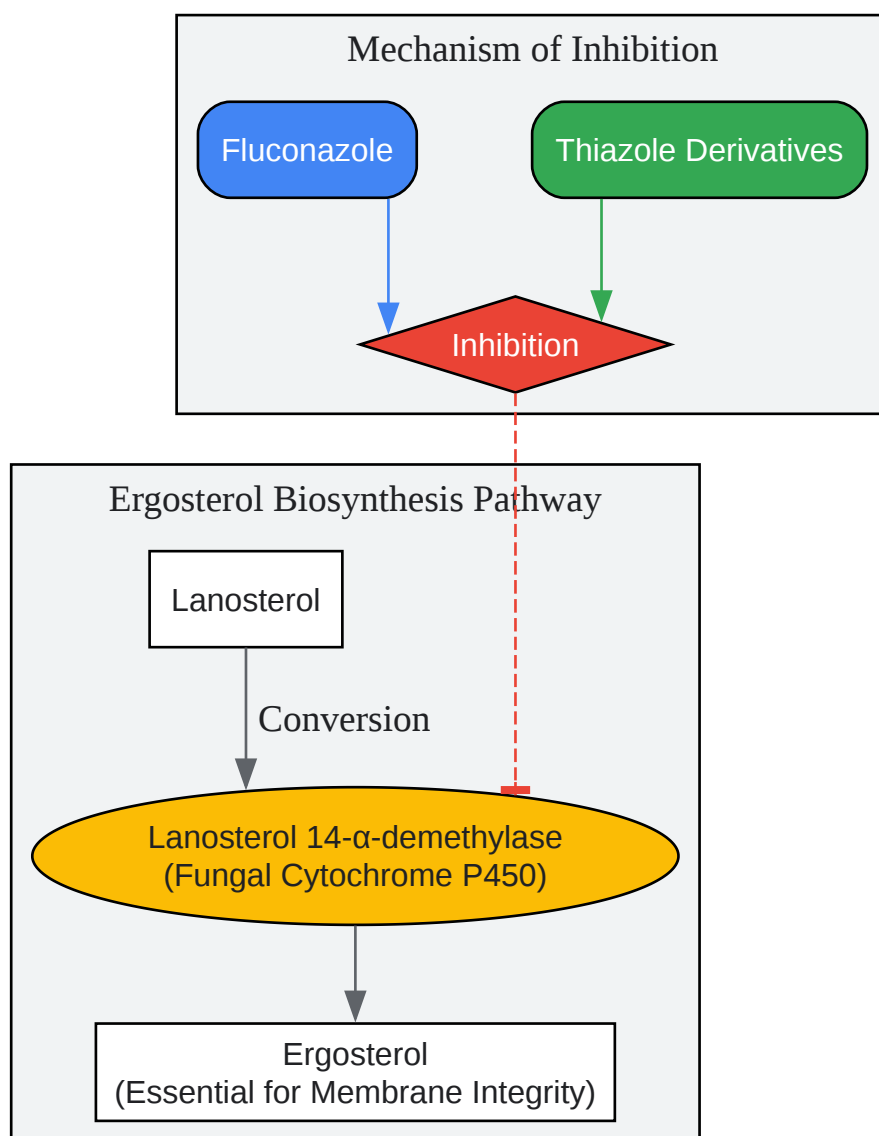 Mechanism of Inhibition
Fluconazole
Thiazole Derivatives
Inhibition
Ergosterol Biosynthesis Pathway
Lanosterol
Conversion
Lanosterol 14-α-demethylase
(Fungal Cytochrome P450)
Ergosterol
(Essential for Membrane Integrity)